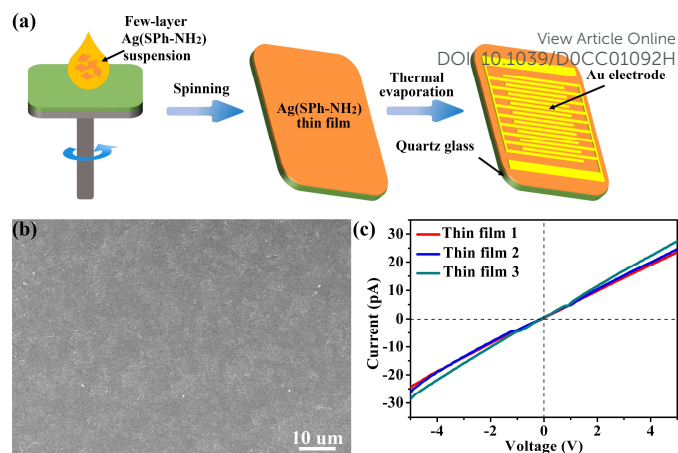 (a)
Few-layer
Ag(SPh-NH2)
suspension
Spinning
Ag(SPh-NH2)
thin film
Thermal
evaporation
View Article Online
DOI: 10.1039/D0CC01092H
Au electrode
Quartz glass
(b)
10 um
(c)
Thin film 1
Thin film 2
Thin film 3
Current (pA)
30
20
10
0
-10
-20
-30
-4
-2
0
2
4
Voltage (V)